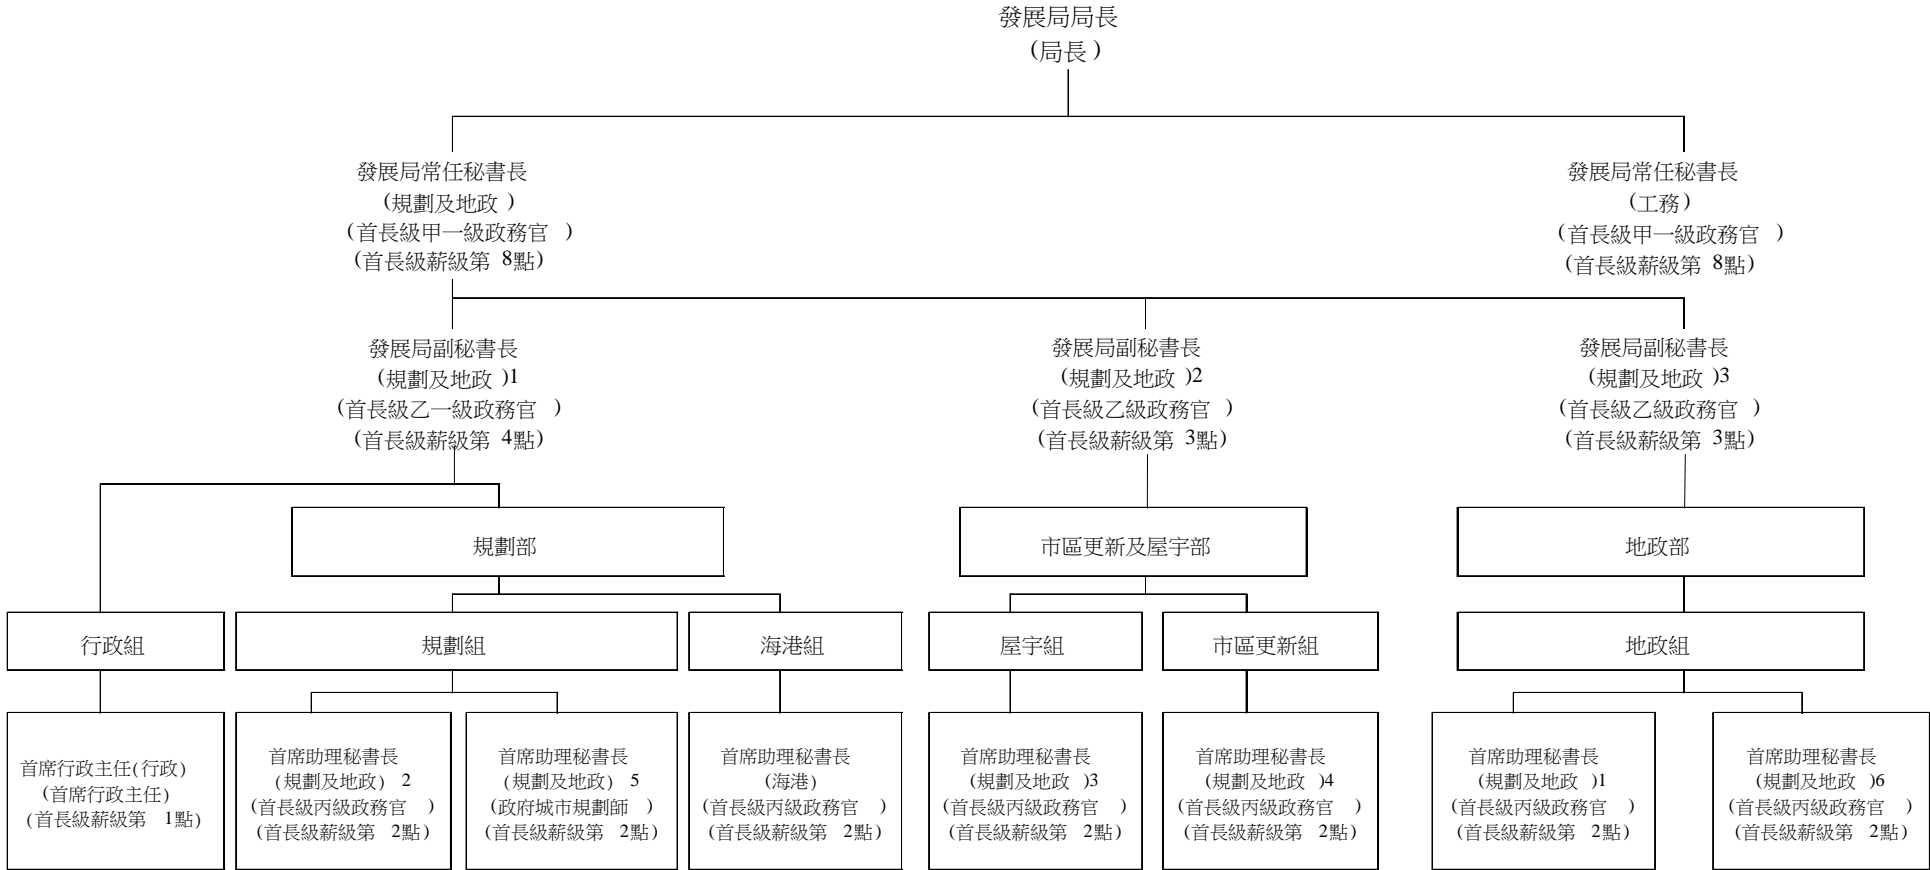 發展局局長
(局長)
發展局常任秘書長
(規劃及地政)
(首長級甲一級政務官)
(首長級薪級第 8點)
發展局常任秘書長
(工務)
(首長級甲一級政務官)
(首長級薪級第 8點)
發展局副秘書長
(規劃及地政)1
(首長級乙一級政務官)
(首長級薪級第 4點)
發展局副秘書長
(規劃及地政)2
(首長級乙級政務官)
(首長級薪級第 3點)
發展局副秘書長
(規劃及地政)3
(首長級乙級政務官)
(首長級薪級第 3點)
規劃部
市區更新及屋宇部
地政部
行政組
規劃組
海港組
屋宇組
市區更新組
地政組
首席行政主任(行政)
(首席行政主任)
(首長級薪級第 1點)
首席助理秘書長
(規劃及地政) 2
(首長級丙級政務官)
(首長級薪級第 2點)
首席助理秘書長
(規劃及地政) 5
(政府城市規劃師)
(首長級薪級第 2點)
首席助理秘書長
(海港)
(首長級丙級政務官)
(首長級薪級第 2點)
首席助理秘書長
(規劃及地政)3
(首長級丙級政務官)
(首長級薪級第 2點)
首席助理秘書長
(規劃及地政)4
(首長級丙級政務官)
(首長級薪級第 2點)
首席助理秘書長
(規劃及地政)1
(首長級丙級政務官)
(首長級薪級第 2點)
首席助理秘書長
(規劃及地政)6
(首長級丙級政務官)
(首長級薪級第 2點)